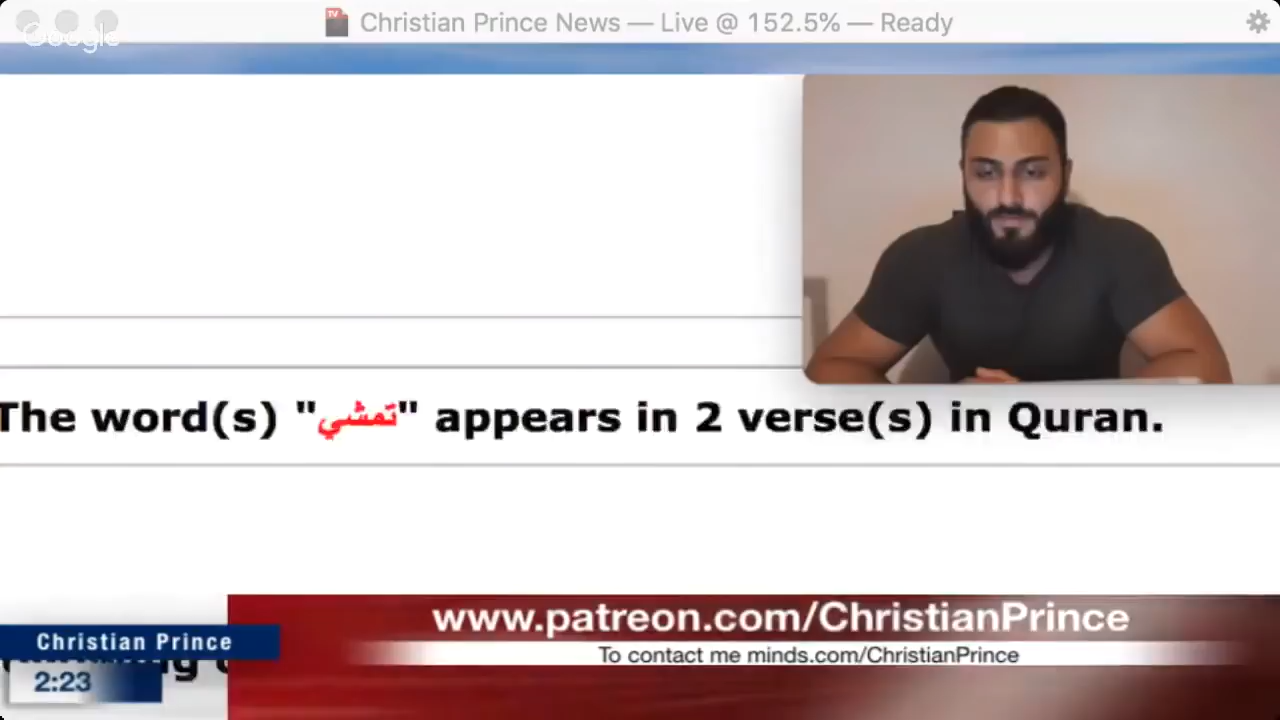 Christian Prince News — Live @ 152.5% — Ready
Google
The word(s) "تمشي" appears in 2 verse(s) in Quran.
www.patreon.com/ChristianPrince
To contact me minds.com/ChristianPrince
Christian Prince
2:23